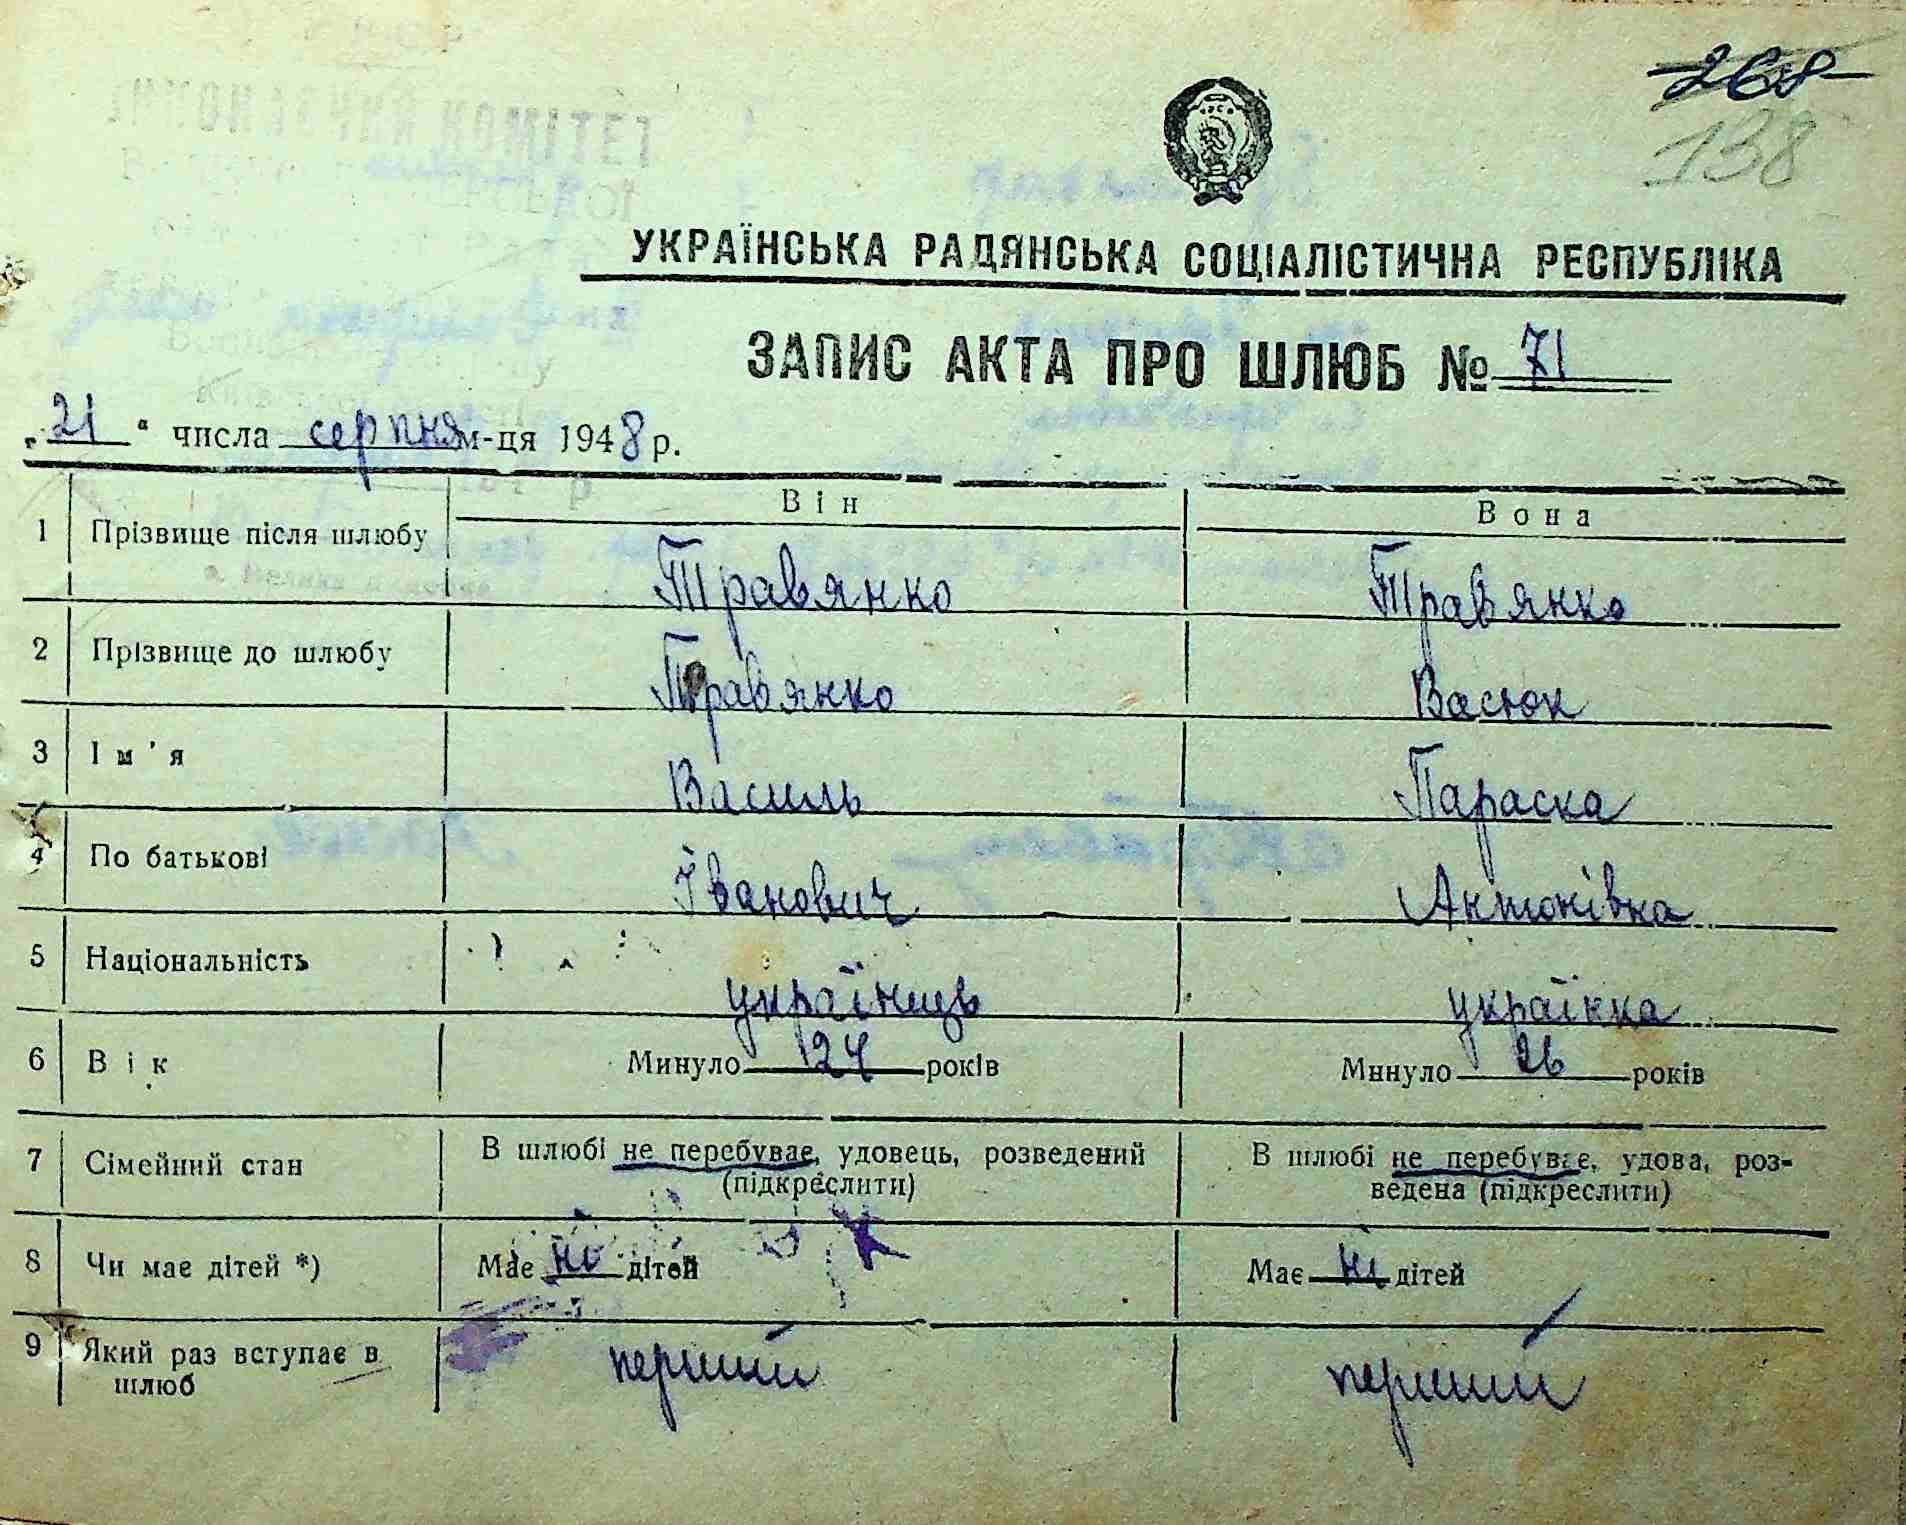 268
138
УКРАЇНСЬКА РАДЯНСЬКА СОЦІАЛІСТИЧНА РЕСПУБЛІКА
ЗАПИС АКТА ПРО ШЛЮБ № 71
„21“ числа серпня м-ця 1948 р.
Він Вона
1 Прізвище після шлюбу Травянко Травянко
2 Прізвище до шлюбу Травянко Васюк
3 Ім'я Василь Параска
4 По батькові Іванович Антонівна
5 Національність українець українка
6 Вік Минуло 24 років Минуло 26 років
7 Сімейний стан В шлюбі не перебуває, удовець, розведений В шлюбі не перебуває, удова, роз-
(підкреслити) ведена (підкреслити)
8 Чи має дітей *) Має ні дітей Має ні дітей
9 Який раз вступає в перший перший
шлюб